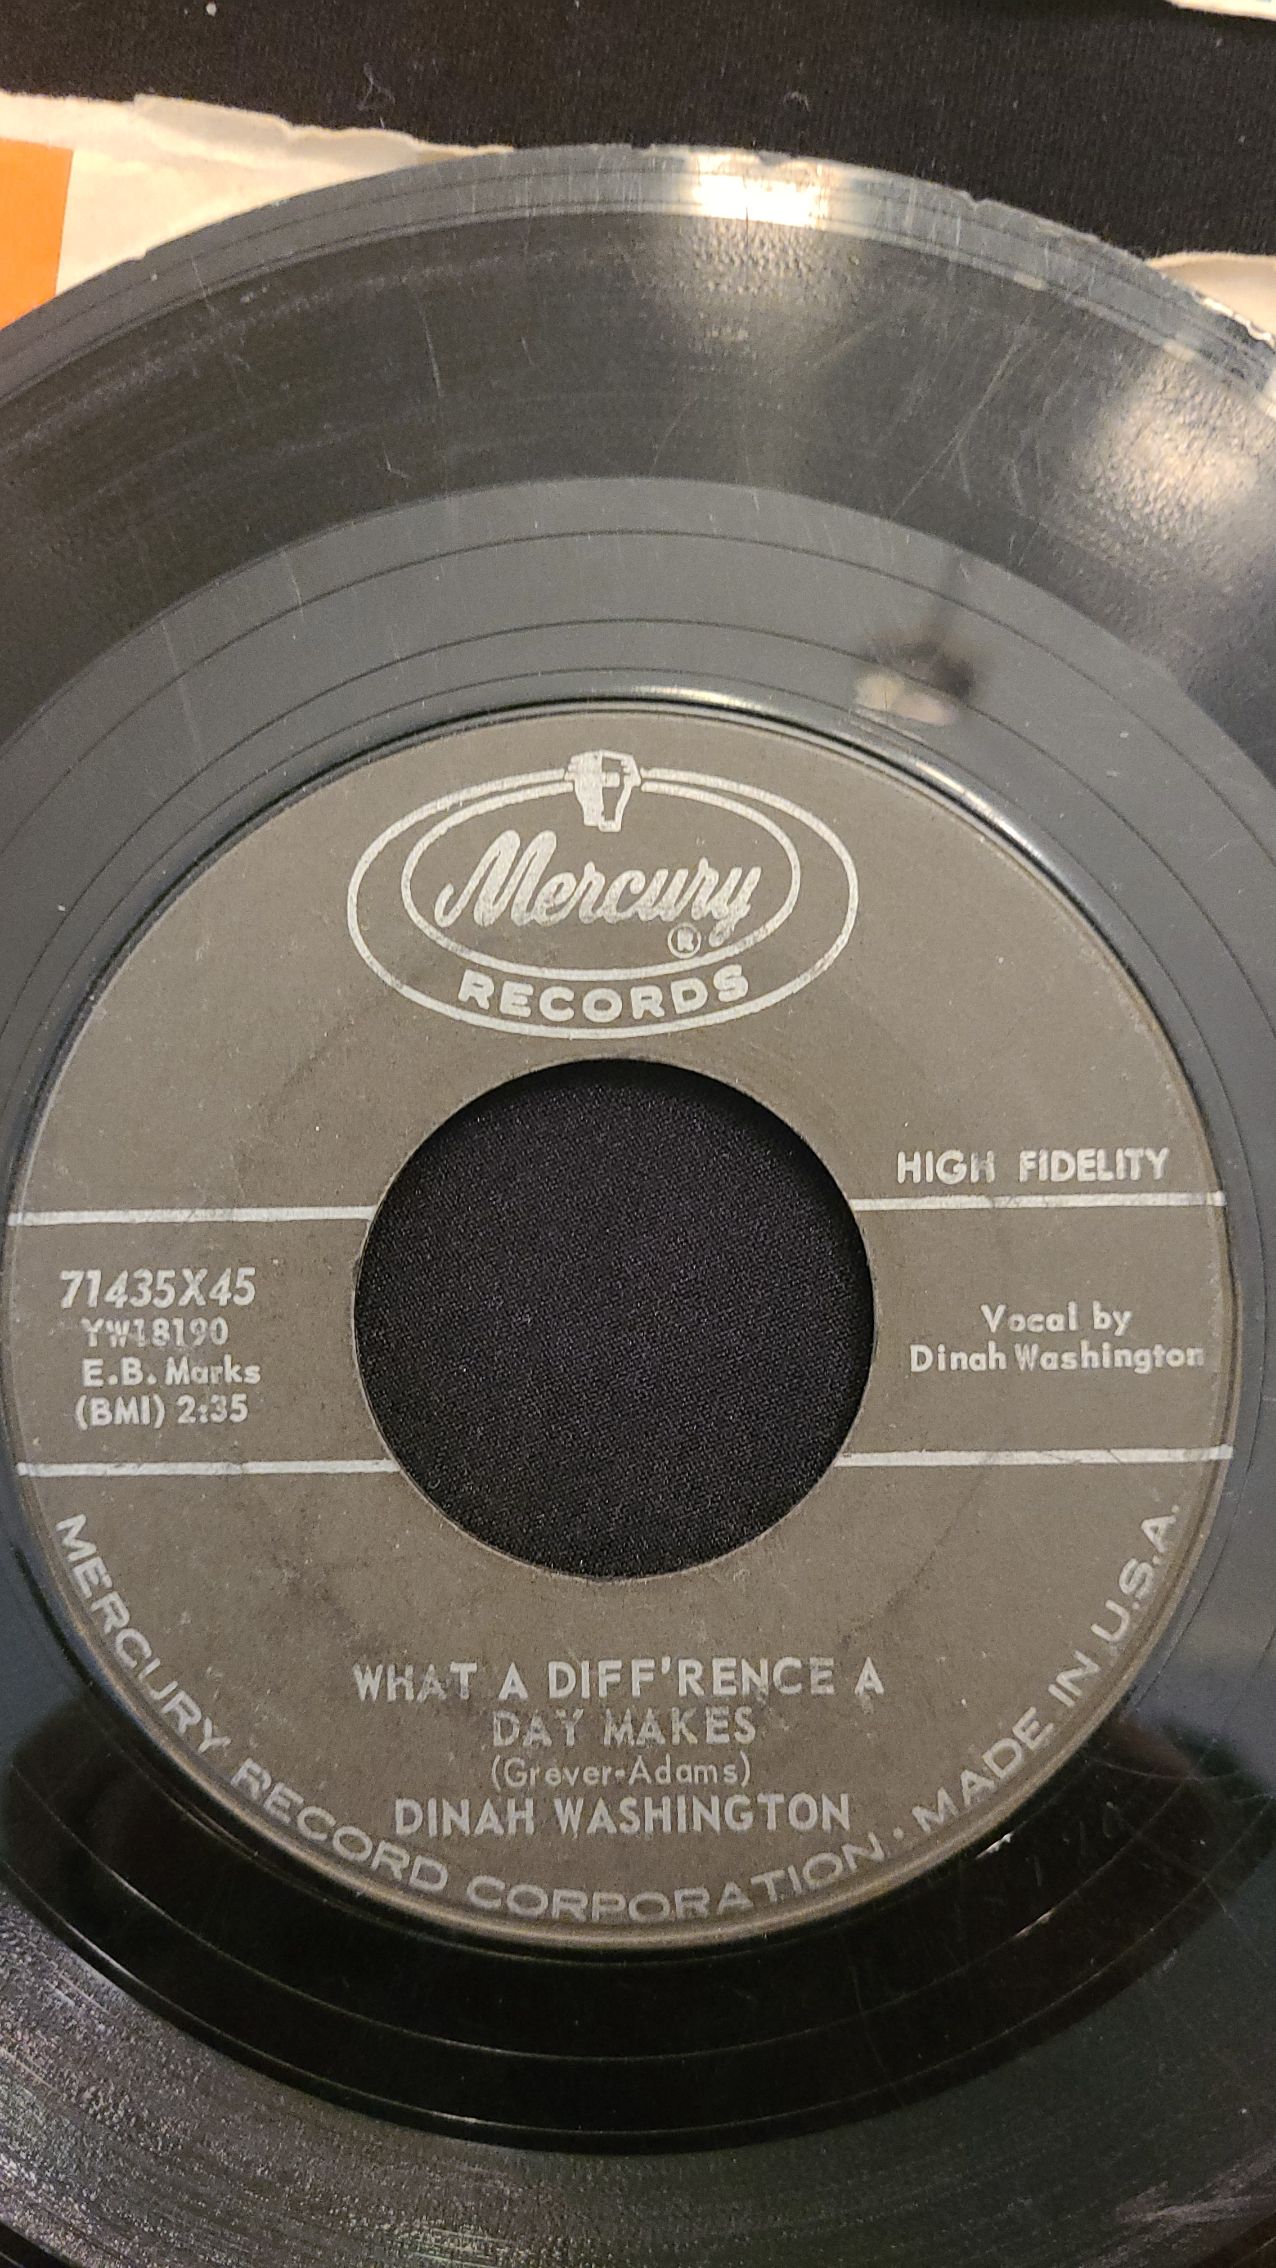 Mercury
®
RECORDS
HIGH FIDELITY
71435X45
YW18190
E.B. Marks
(BMI) 2:35
Vocal by
Dinah Washington
WHAT A DIFF'RENCE A
DAY MAKES
(Grever-Adams)
DINAH WASHINGTON
MERCURY RECORD CORPORATION • MADE IN U.S.A.